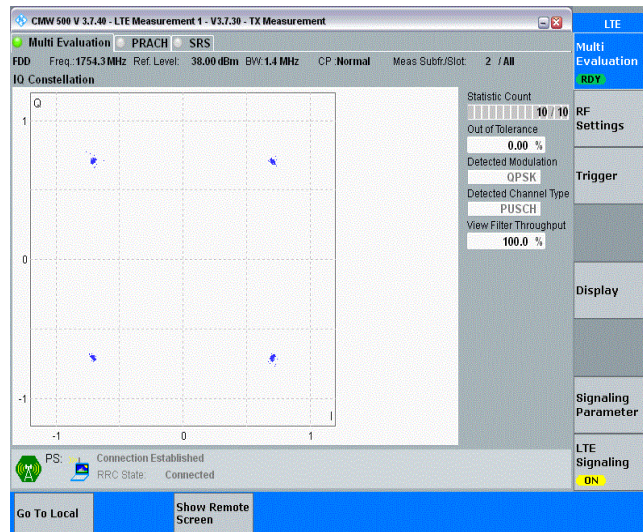 CMW 500 V 3.7.40 - LTE Measurement 1 - V3.7.30 - TX Measurement
LTE
Multi Evaluation PRACH SRS
FDD Freq.:1754.3 MHz Ref. Level: 38.00 dBm BW:1.4 MHz CP :Normal Meas Subfr./Slot: 2 / All
IQ Constellation
Q
1
0
-1
I
-1 0 1
Statistic Count
10 / 10
Out of Tolerance
0.00 %
Detected Modulation
QPSK
Detected Channel Type
PUSCH
View Filter Throughput
100.0 %
Multi
Evaluation
RDY
RF
Settings
Trigger
Display
Signaling
Parameter
LTE
Signaling
ON
PS: Connection Established
RRC State: Connected
Go To Local
Show Remote
Screen